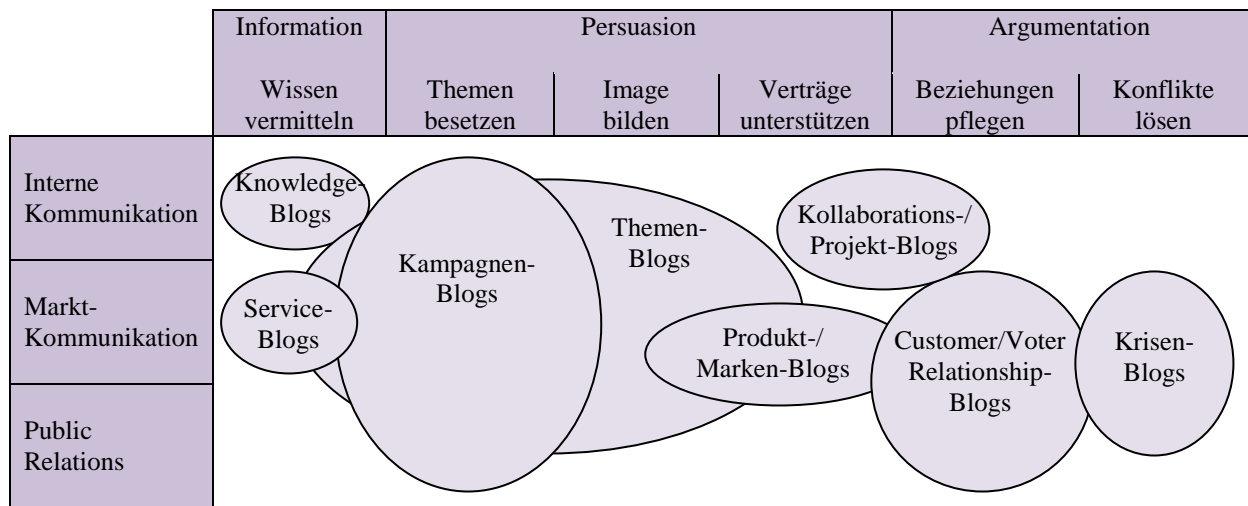 Information
Persuasion
Argumentation
Wissen
vermitteln
Themen
besetzen
Image
bilden
Verträge
unterstützen
Beziehungen
pflegen
Konflikte
lösen
Interne
Kommunikation
Knowledge-
Blogs
Kampagnen-
Blogs
Themen-
Blogs
Kollaborations-/
Projekt-Blogs
Markt-
Kommunikation
Service-
Blogs
Produkt-/
Marken-Blogs
Customer/Voter
Relationship-
Blogs
Krisen-
Blogs
Public
Relations